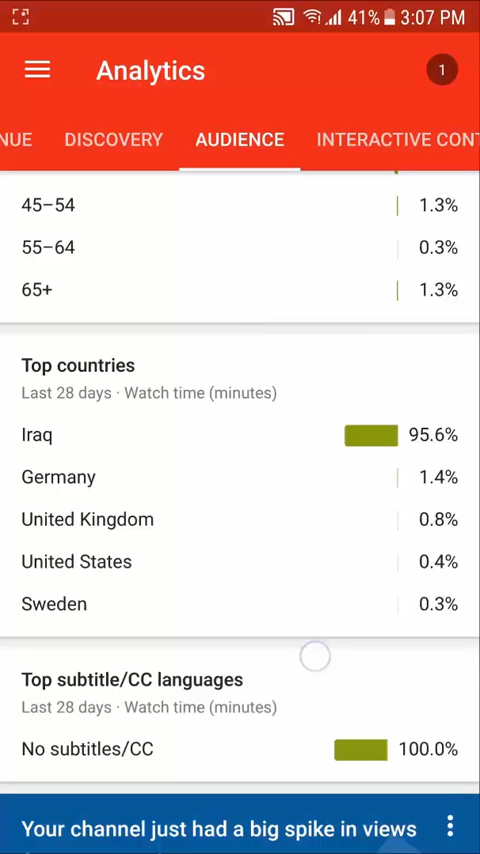 41% 3:07 PM
Analytics
1
NUE DISCOVERY AUDIENCE INTERACTIVE CONT
45–54 1.3%
55–64 0.3%
65+ 1.3%
Top countries
Last 28 days · Watch time (minutes)
Iraq 95.6%
Germany 1.4%
United Kingdom 0.8%
United States 0.4%
Sweden 0.3%
Top subtitle/CC languages
Last 28 days · Watch time (minutes)
No subtitles/CC 100.0%
Your channel just had a big spike in views